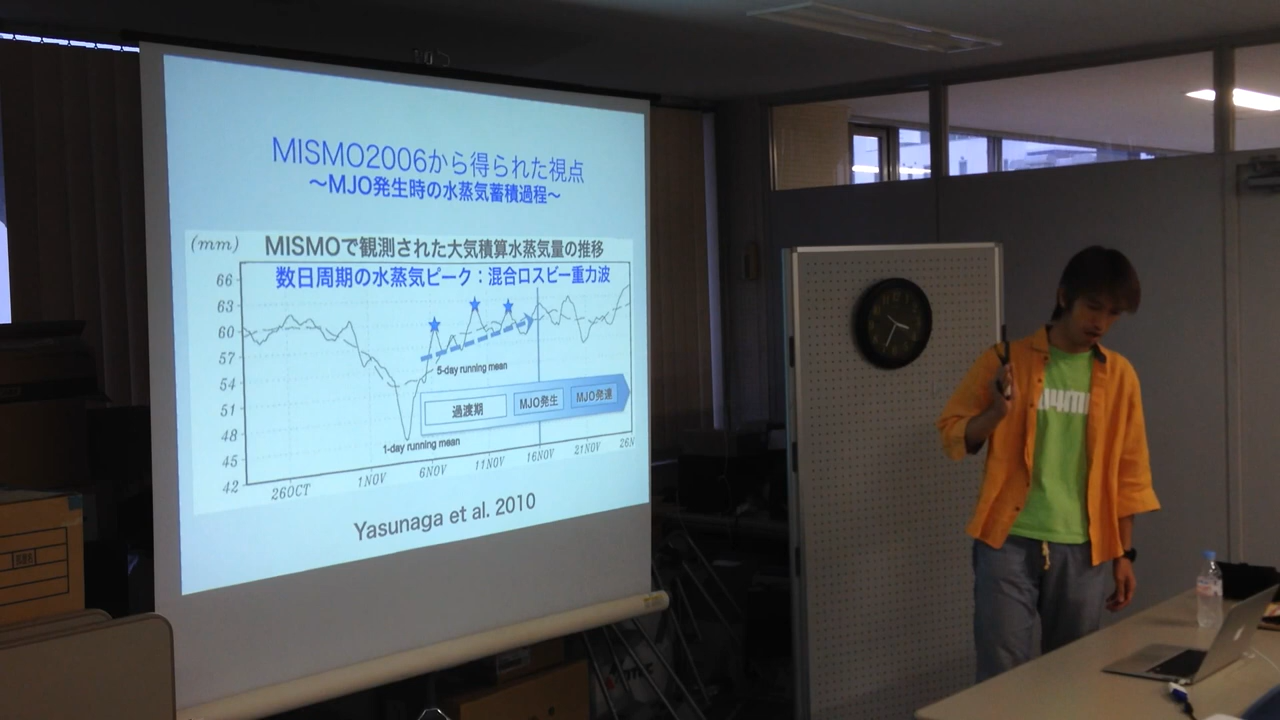 MISMO2006から得られた視点
～MJO発生時の水蒸気蓄積過程～
(mm)
MISMOで観測された大気積算水蒸気量の推移
数日周期の水蒸気ピーク：混合ロスビー重力波
66
63
60
57
54
51
48
45
42
5-day running mean
過渡期
MJO発生
MJO発達
1-day running mean
26OCT
1NOV
6NOV
11NOV
16NOV
21NOV
26N
Yasunaga et al. 2010